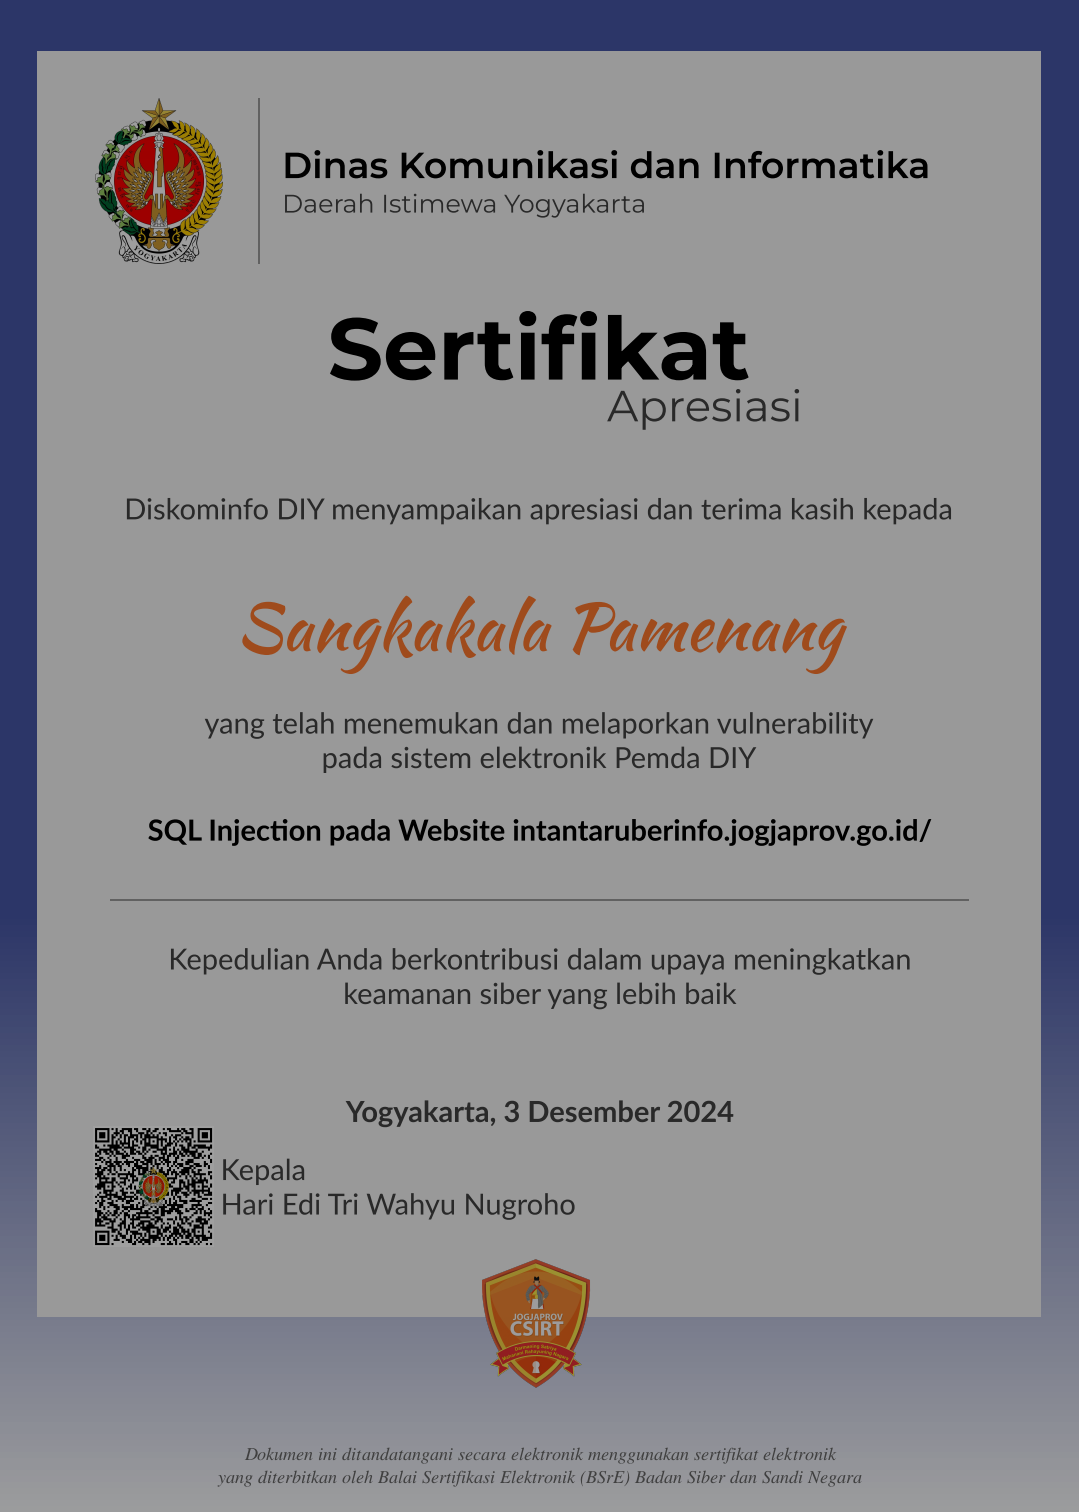 YOGYAKARTA
Dinas Komunikasi dan Informatika
Daerah Istimewa Yogyakarta
Sertifikat
Apresiasi
Diskominfo DIY menyampaikan apresiasi dan terima kasih kepada
Sangkakala Pamenang
yang telah menemukan dan melaporkan vulnerability
pada sistem elektronik Pemda DIY
SQL Injection pada Website intantaruberinfo.jogjaprov.go.id/
Kepedulian Anda berkontribusi dalam upaya meningkatkan
keamanan siber yang lebih baik
Yogyakarta, 3 Desember 2024
Kepala
Hari Edi Tri Wahyu Nugroho
JOGJAPROV
CSIRT
Dokumen ini ditandatangani secara elektronik menggunakan sertifikat elektronik
yang diterbitkan oleh Balai Sertifikasi Elektronik (BSrE) Badan Siber dan Sandi Negara